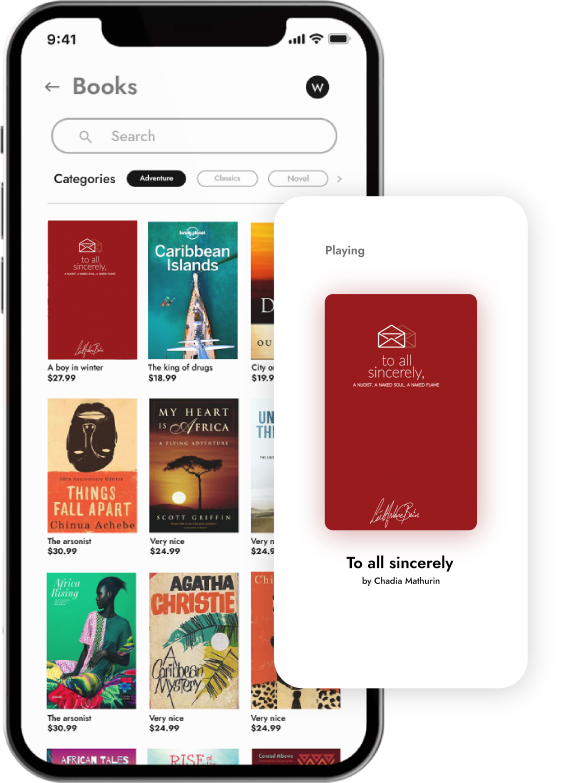 9:41
Books
W
Search
Categories
Adventure
Classics
Novel
to all
sincerely,
A NUDIST, A NAKED SOUL, A NAKED FLAME
A boy in winter
$27.99
lonely planet
Caribbean
Islands
The king of drugs
$18.99
D
OU
City o
$19.9
30th Anniversary Edition
THINGS
FALL APART
Chinua Achebe
The arsonist
$30.99
MY HEART
IS AFRICA
A FLYING ADVENTURE
SCOTT GRIFFIN
Very nice
$24.99
UN
TH
Very n
$24.9
Africa
Rising
The arsonist
$30.99
AGATHA
CHRISTIE
A
Caribbean
Mystery
Very nice
$24.99
Chi
Very nice
$24.99
AFRICAN TALES
RISE
Conrad Above
Playing
to all
sincerely,
A NUDIST, A NAKED SOUL, A NAKED FLAME
To all sincerely
by Chadia Mathurin